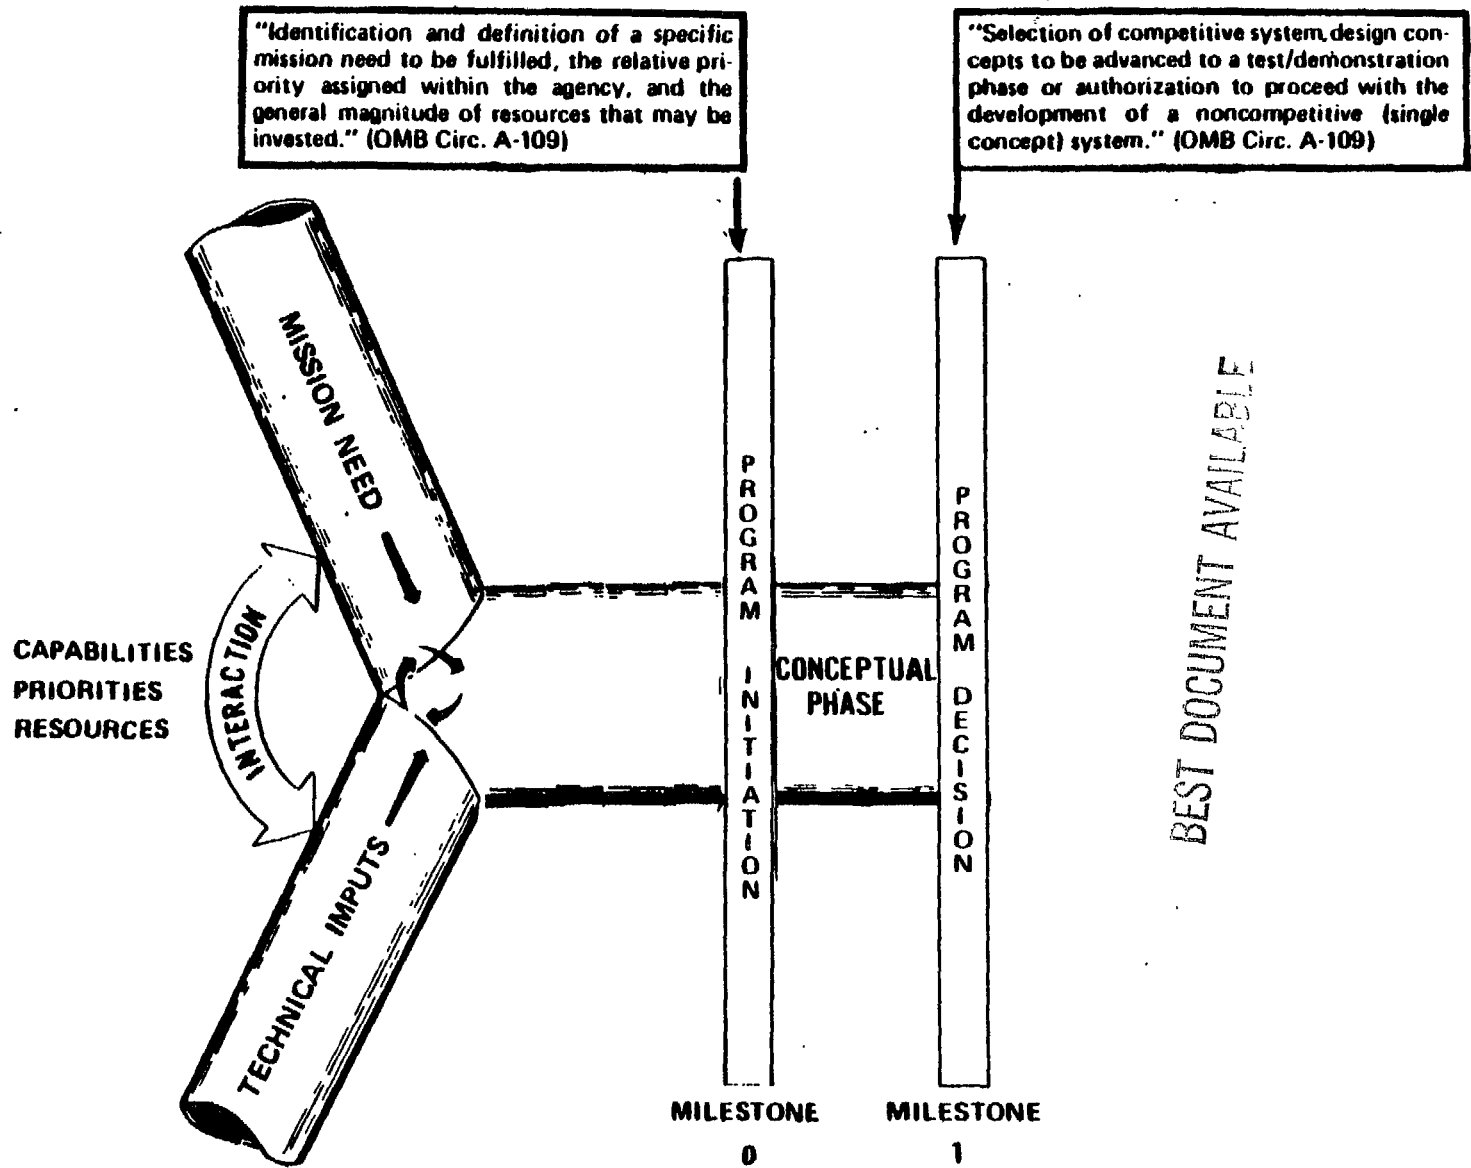 "Identification and definition of a specific
mission need to be fulfilled, the relative pri-
ority assigned within the agency, and the
general magnitude of resources that may be
invested." (OMB Circ. A-109)
"Selection of competitive system, design con-
cepts to be advanced to a test/demonstration
phase or authorization to proceed with the
development of a noncompetitive (single
concept) system." (OMB Circ. A-109)
MISSION NEED
CAPABILITIES
PRIORITIES
RESOURCES
INTERACTION
TECHNICAL IMPUTS
PROGRAM INITIATION
CONCEPTUAL
PHASE
PROGRAM DECISION
BEST DOCUMENT AVAILABLE
MILESTONE
0
MILESTONE
1